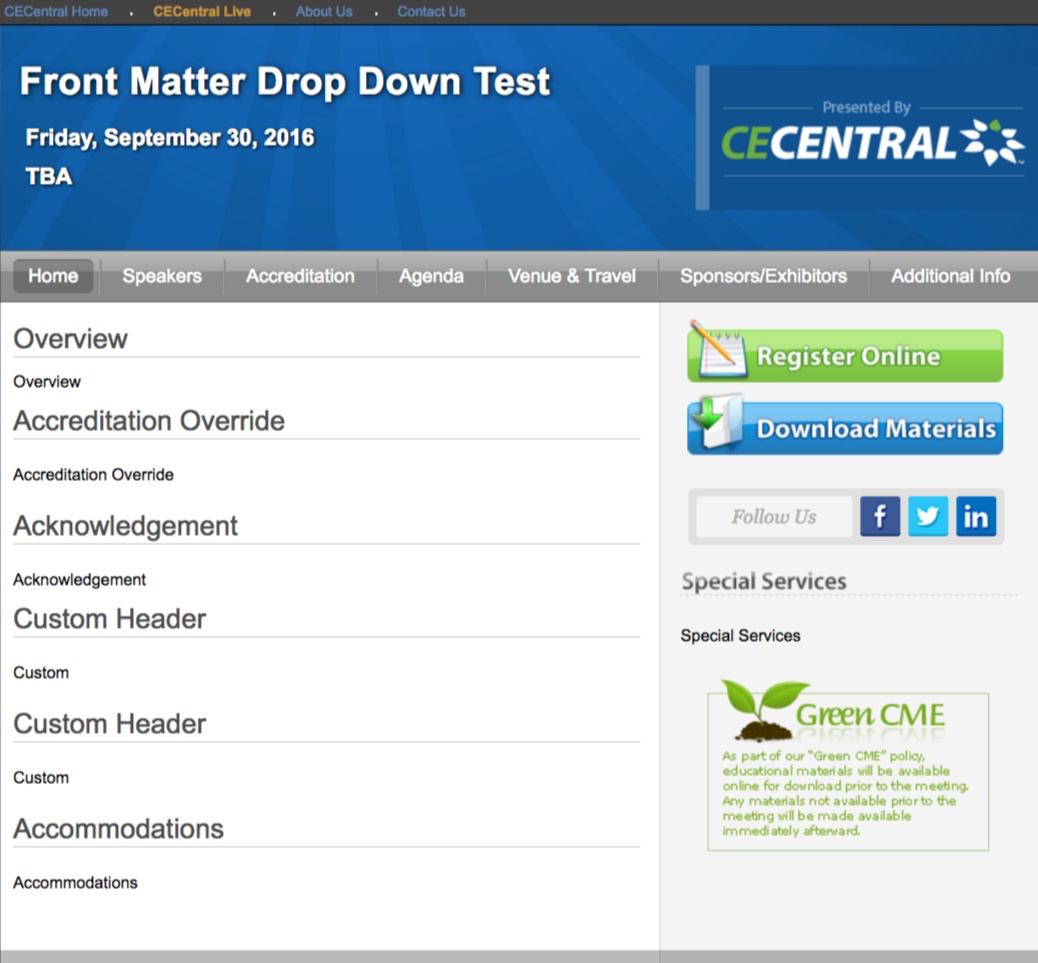 CECentral Home · CECentral Live · About Us · Contact Us
Front Matter Drop Down Test
Friday, September 30, 2016
TBA
Presented By
CECENTRAL
Home Speakers Accreditation Agenda Venue & Travel Sponsors/Exhibitors Additional Info
Overview
Overview
Accreditation Override
Accreditation Override
Acknowledgement
Acknowledgement
Custom Header
Custom
Custom Header
Custom
Accommodations
Accommodations
Register Online
Download Materials
Follow Us f in
Special Services
Special Services
Green CME
As part of our "Green CME" policy,
educational materials will be available
online for download prior to the meeting.
Any materials not available prior to the
meeting will be made available
immediately afterward.